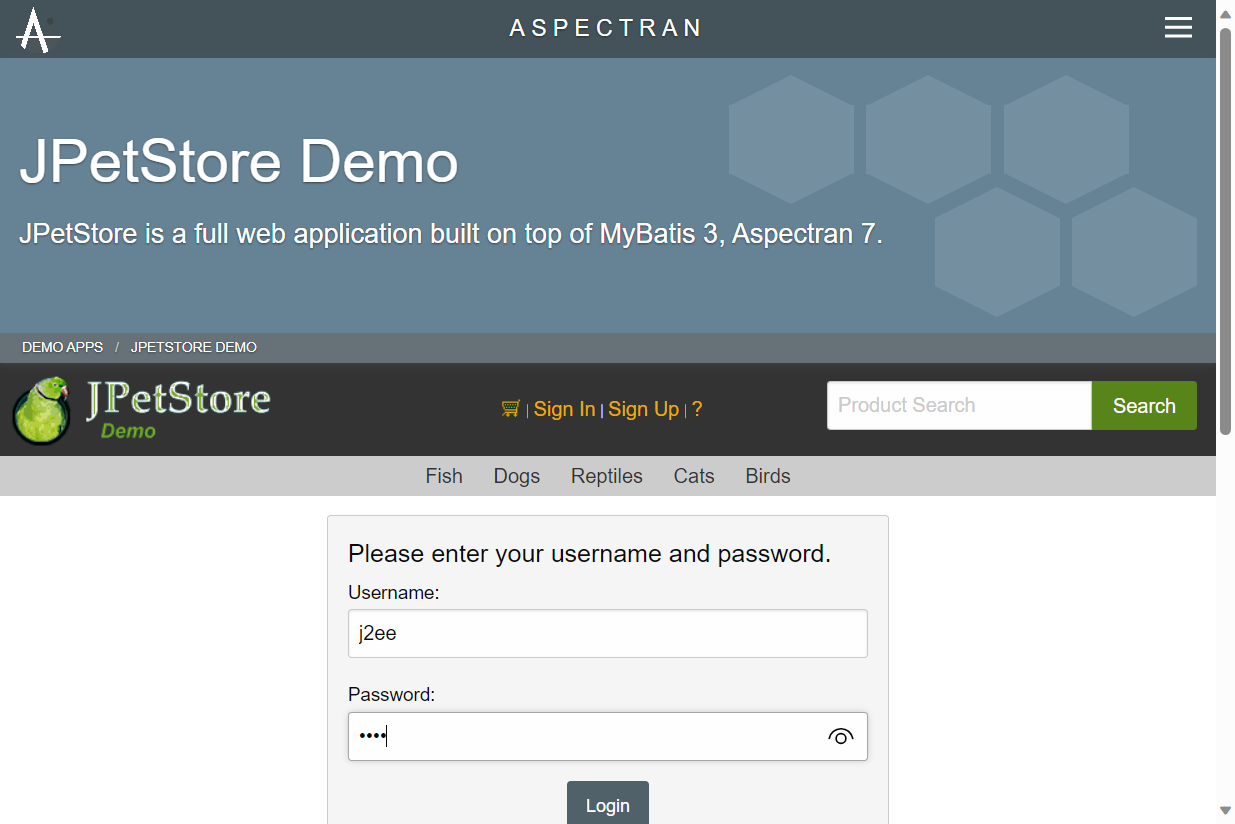 ASPECTRAN
JPetStore Demo
JPetStore is a full web application built on top of MyBatis 3, Aspectran 7.
DEMO APPS / JPETSTORE DEMO
JPetStore
Demo
| Sign In | Sign Up | ?
Product Search
Search
Fish Dogs Reptiles Cats Birds
Please enter your username and password.
Username:
j2ee
Password:
••••
Login